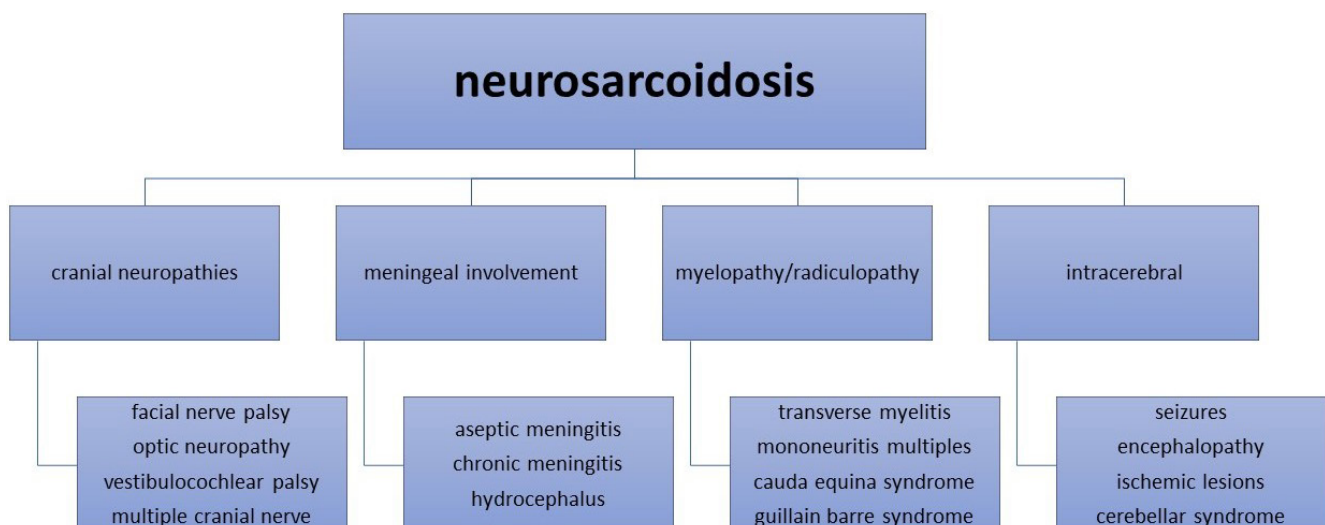 neurosarcoidosis
cranial neuropathies
meningeal involvement
myelopathy/radiculopathy
intracerebral
facial nerve palsy
optic neuropathy
vestibulocochlear palsy
multiple cranial nerve
aseptic meningitis
chronic meningitis
hydrocephalus
transverse myelitis
mononeuritis multiples
cauda equina syndrome
guillain barre syndrome
seizures
encephalopathy
ischemic lesions
cerebellar syndrome